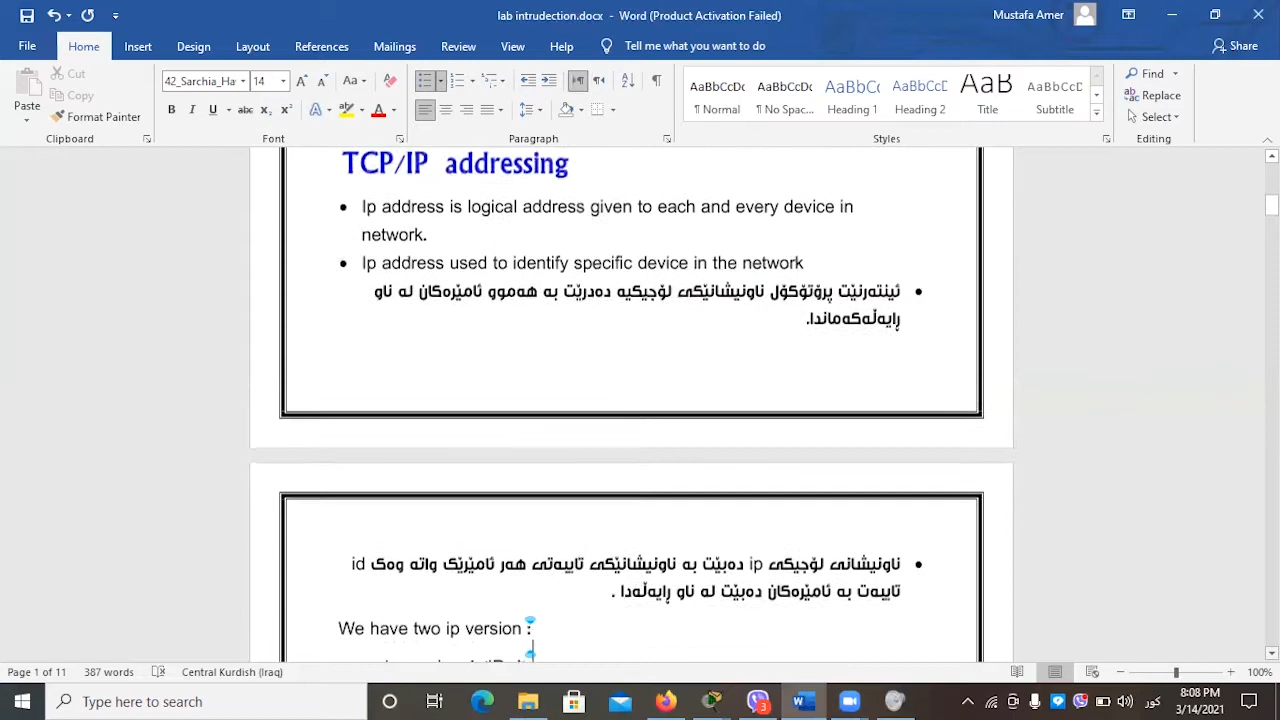 lab intrudection.docx - Word (Product Activation Failed)
Mustafa Amer
File Home Insert Design Layout References Mailings Review View Help Tell me what you want to do Share
Paste
Cut
Copy
Format Painter
Clipboard
42_Sarchia_Ha 14
Font
Paragraph
AaBbCcDc AaBbCcDc AaBbC AaBbCcD AaB AaBbCcD
¶ Normal ¶ No Spac... Heading 1 Heading 2 Title Subtitle
Styles
Find
Replace
Select
Editing
TCP/IP addressing
• Ip address is logical address given to each and every device in
network.
• Ip address used to identify specific device in the network
• ئینتەرنێت پرۆتۆکۆل ناونیشانێکی لۆجیکیە دەدرێت بە هەموو ئامێرەکان لە ناو
ڕایەڵەکەماندا.
• ناونیشانی لۆجیکی ip دەبێت بە ناونیشانێکی تایبەتی هەر ئامێرێک واتە وەک id
تایبەت بە ئامێرەکان دەبێت لە ناو ڕایەڵەدا .
We have two ip version :
Page 1 of 11 387 words Central Kurdish (Iraq) 100%
Type here to search
3
کور
8:08 PM
3/14/2021